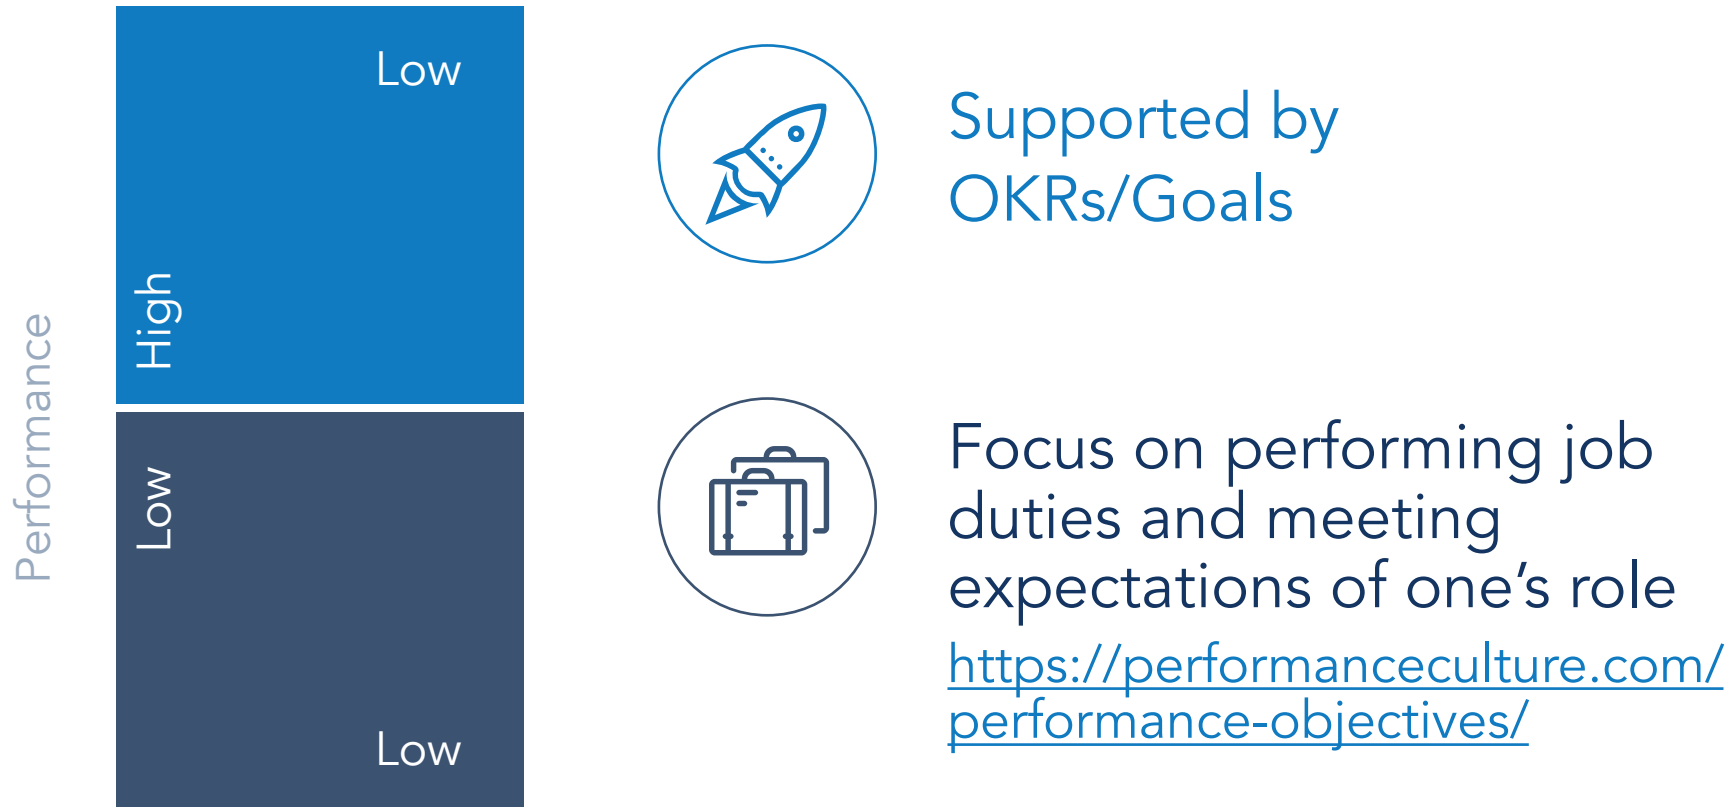 Performance
High
Low
Low
Low
Supported by
OKRs/Goals
Focus on performing job
duties and meeting
expectations of one’s role
https://performanceculture.com/
performance-objectives/